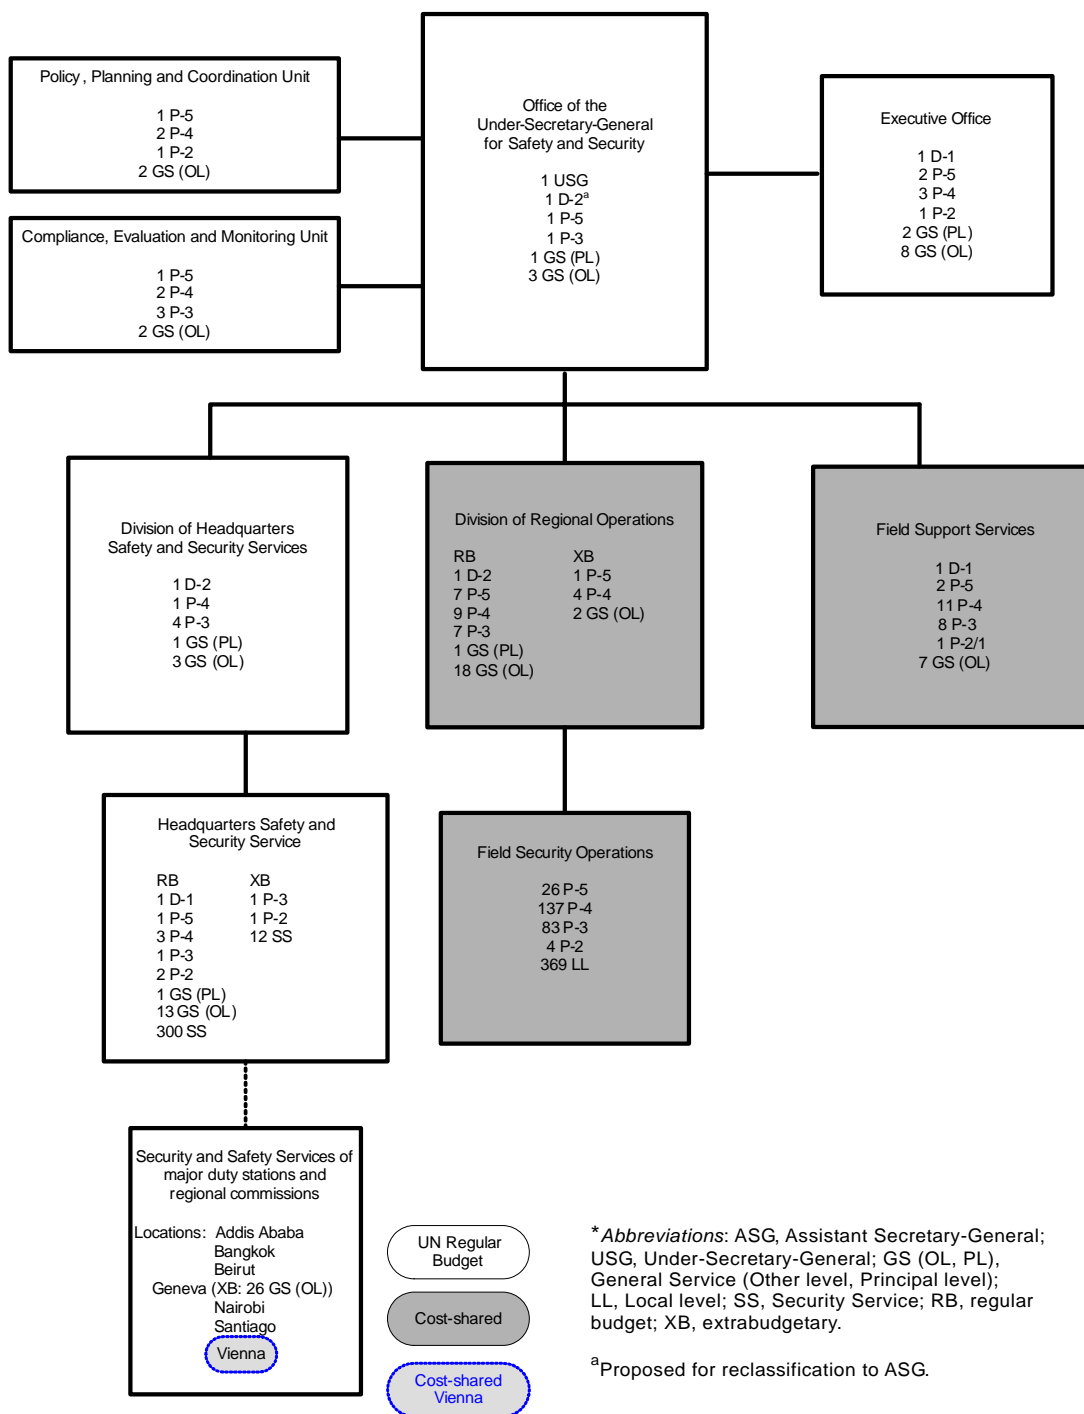 Policy, Planning and Coordination Unit
1 P-5
2 P-4
1 P-2
2 GS (OL)
Compliance, Evaluation and Monitoring Unit
1 P-5
2 P-4
3 P-3
2 GS (OL)
Office of the
Under-Secretary-General
for Safety and Security
1 USG
1 D-2a
1 P-5
1 P-3
1 GS (PL)
3 GS (OL)
Executive Office
1 D-1
2 P-5
3 P-4
1 P-2
2 GS (PL)
8 GS (OL)
Division of Headquarters
Safety and Security Services
1 D-2
1 P-4
4 P-3
1 GS (PL)
3 GS (OL)
Division of Regional Operations
RB
1 D-2
7 P-5
9 P-4
7 P-3
1 GS (PL)
18 GS (OL)
XB
1 P-5
4 P-4
2 GS (OL)
Field Support Services
1 D-1
2 P-5
11 P-4
8 P-3
1 P-2/1
7 GS (OL)
Headquarters Safety and
Security Service
RB
1 D-1
1 P-5
3 P-4
1 P-3
2 P-2
1 GS (PL)
13 GS (OL)
300 SS
XB
1 P-3
1 P-2
12 SS
Field Security Operations
26 P-5
137 P-4
83 P-3
4 P-2
369 LL
Security and Safety Services of
major duty stations and
regional commissions
Locations: Addis Ababa
Bangkok
Beirut
Geneva (XB: 26 GS (OL))
Nairobi
Santiago
Vienna
UN Regular
Budget
Cost-shared
Cost-shared
Vienna
*Abbreviations: ASG, Assistant Secretary-General;
USG, Under-Secretary-General; GS (OL, PL),
General Service (Other level, Principal level);
LL, Local level; SS, Security Service; RB, regular
budget; XB, extrabudgetary.
aProposed for reclassification to ASG.